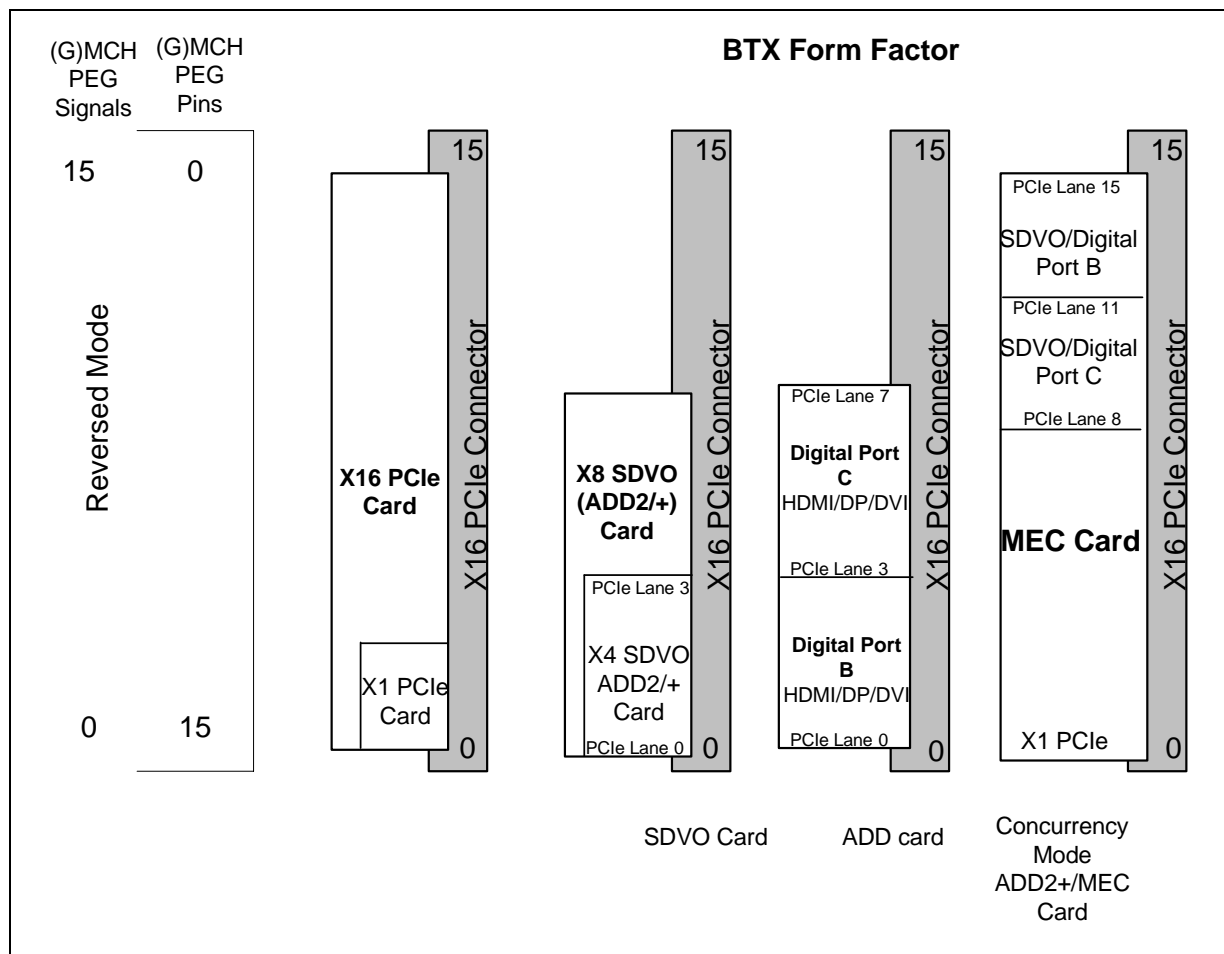 (G)MCH
PEG
Signals
(G)MCH
PEG
Pins
BTX Form Factor
15
0
Reversed Mode
0
15
X16 PCIe
Card
X1 PCIe
Card
15
X16 PCIe Connector
0
X8 SDVO
(ADD2/+)
Card
PCIe Lane 3
X4 SDVO
ADD2/+
Card
PCIe Lane 0
15
X16 PCIe Connector
0
SDVO Card
PCIe Lane 7
Digital Port
C
HDMI/DP/DVI
PCIe Lane 3
Digital Port
B
HDMI/DP/DVI
PCIe Lane 0
15
X16 PCIe Connector
0
ADD card
PCIe Lane 15
SDVO/Digital
Port B
PCIe Lane 11
SDVO/Digital
Port C
PCIe Lane 8
MEC Card
X1 PCIe
15
X16 PCIe Connector
0
Concurrency
Mode
ADD2+/MEC
Card